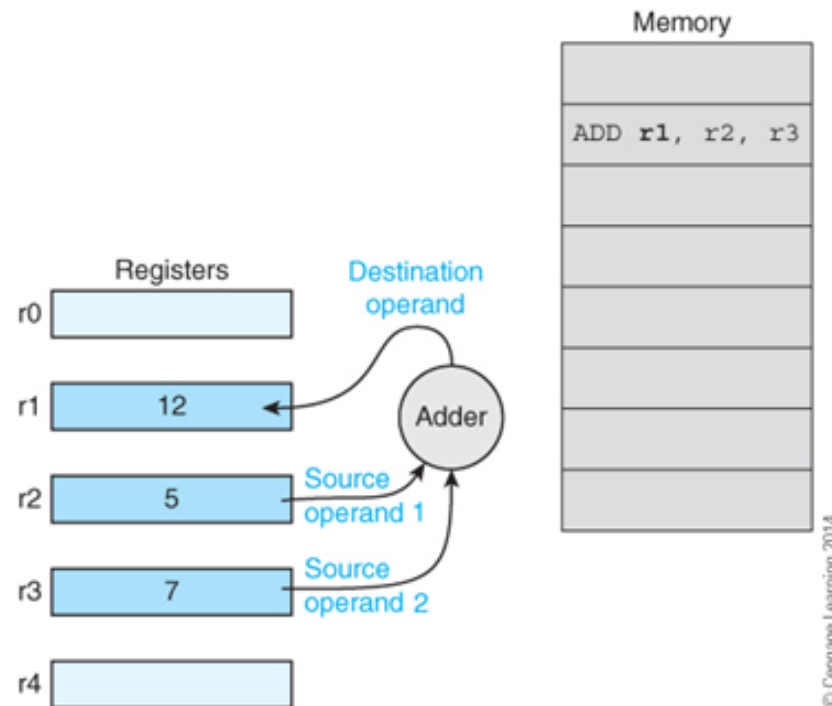 Memory
ADD r1, r2, r3
Registers
Destination
operand
r0
r1
12
Adder
r2
5
Source
operand 1
r3
7
Source
operand 2
r4
© Cengage Learning 2014